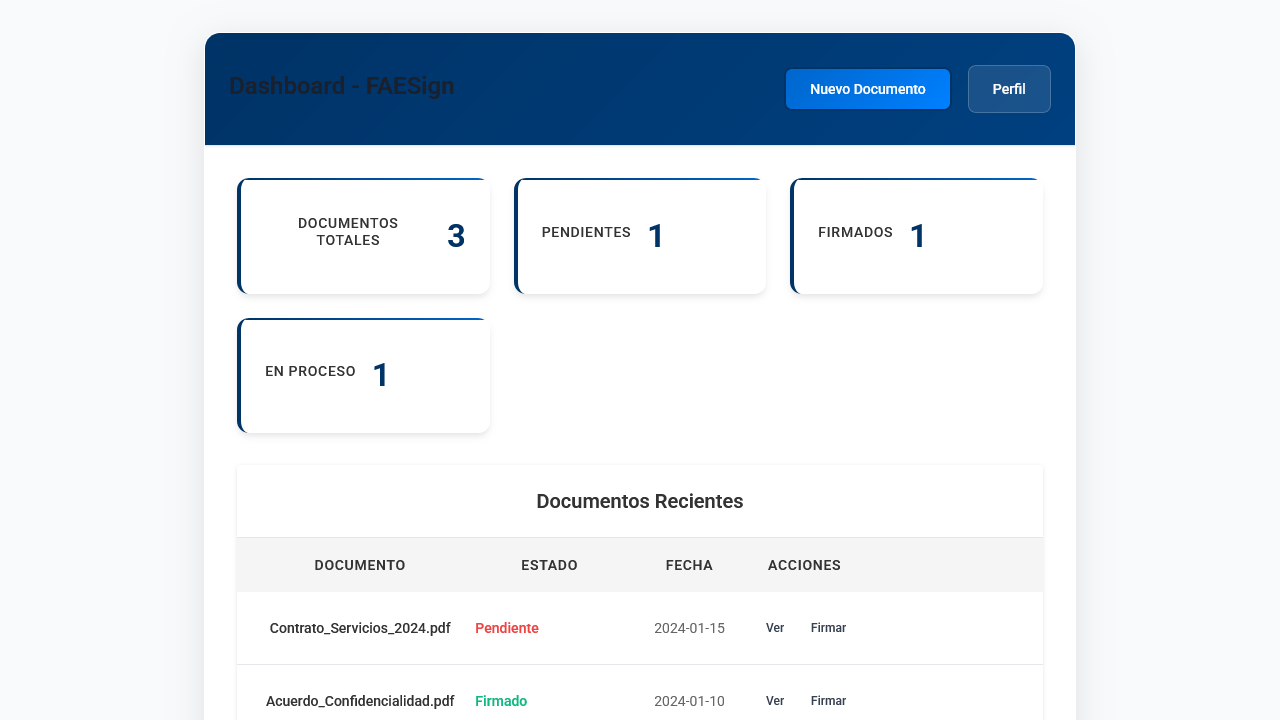 Dashboard - FAESign
Nuevo Documento
Perfil
DOCUMENTOS
TOTALES
3
PENDIENTES
1
FIRMADOS
1
EN PROCESO
1
Documentos Recientes
DOCUMENTO ESTADO FECHA ACCIONES
Contrato_Servicios_2024.pdf Pendiente 2024-01-15 Ver Firmar
Acuerdo_Confidencialidad.pdf Firmado 2024-01-10 Ver Firmar